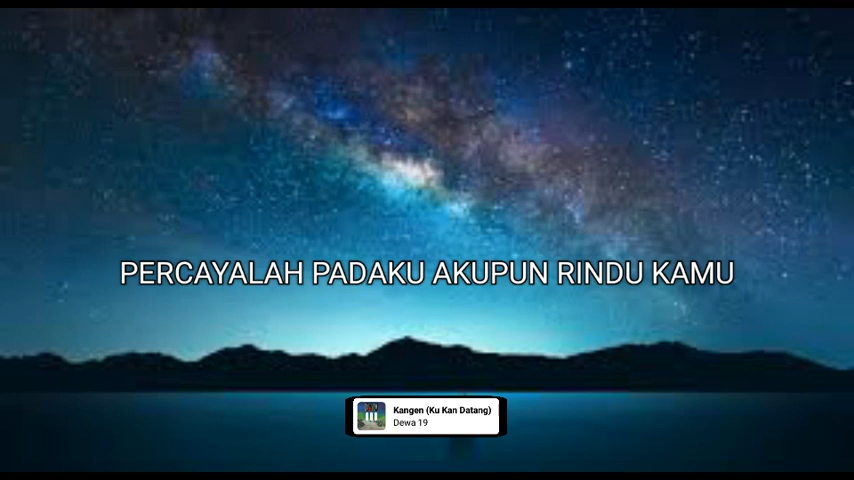 PERCAYALAH PADAKU AKUPUN RINDU KAMU
Kangen (Ku Kan Datang)
Dewa 19